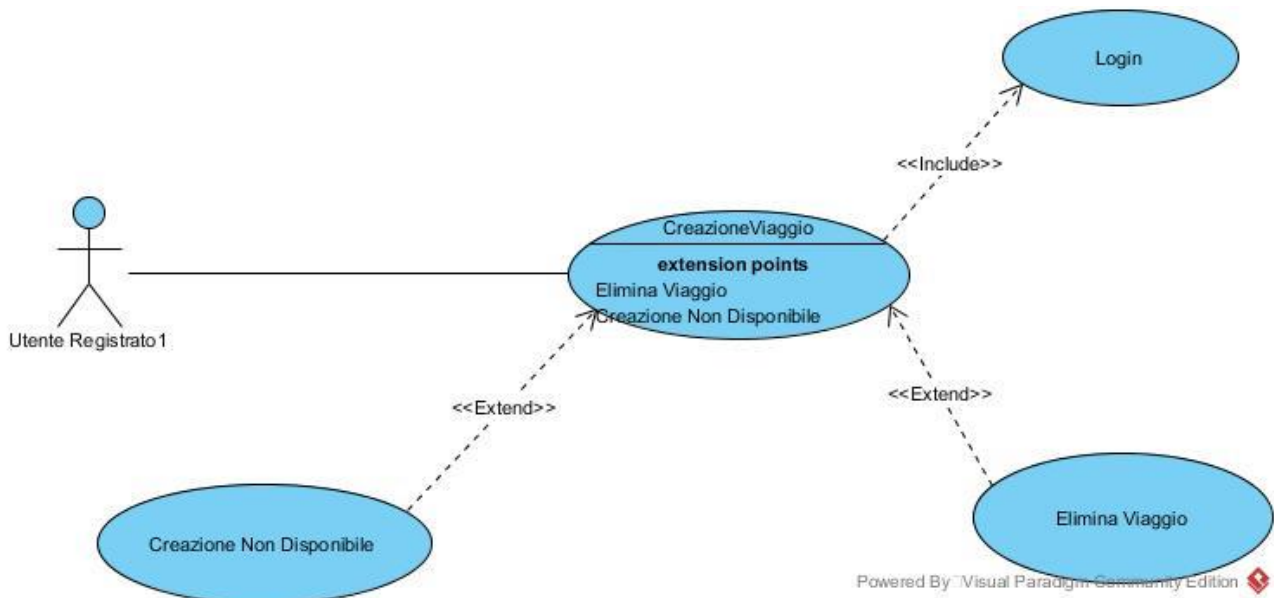 Login
<<Include>>
CreazioneViaggio
extension points
Elimina Viaggio
Creazione Non Disponibile
Utente Registrato1
<<Extend>>
<<Extend>>
Creazione Non Disponibile
Elimina Viaggio
Powered By Visual Paradigm Community Edition